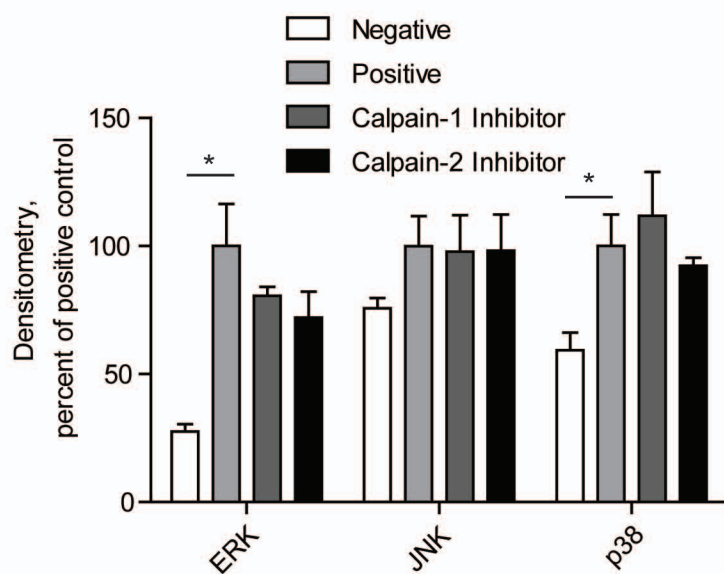 Negative
Positive
Calpain-1 Inhibitor
Calpain-2 Inhibitor
Densitometry,
percent of positive control
150
100
50
0
*
*
ERK
JNK
p38